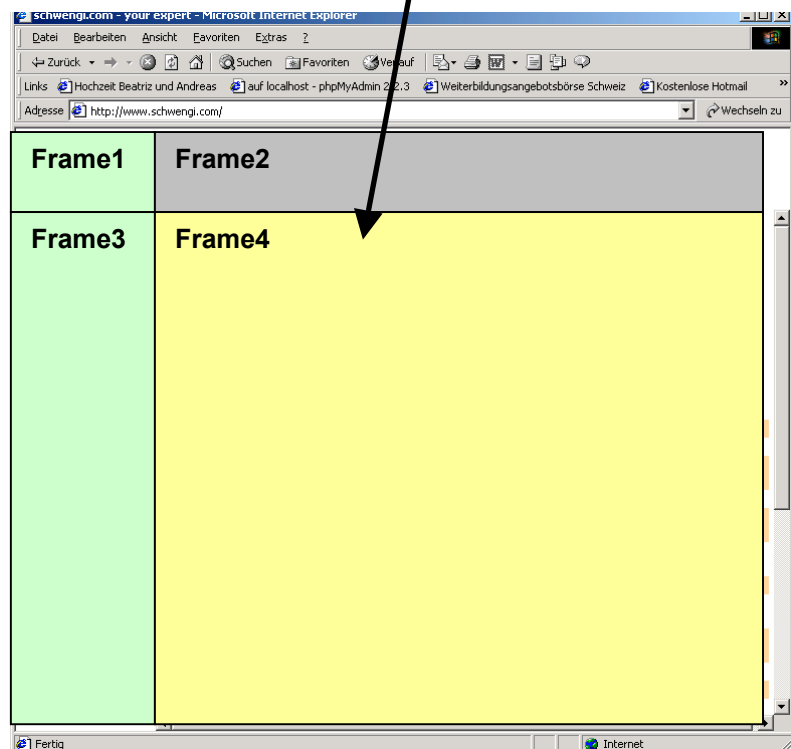 schwengi.com - your expert - Microsoft Internet Explorer
Datei Bearbeiten Ansicht Favoriten Extras ?
Zurück Suchen Favoriten Verlauf
Links Hochzeit Beatriz und Andreas auf localhost - phpMyAdmin 2.2.3 Weiterbildungsangebotsbörse Schweiz Kostenlose Hotmail »
Adresse http://www.schwengi.com/ Wechseln zu
Frame1 Frame2
Frame3 Frame4
Fertig Internet